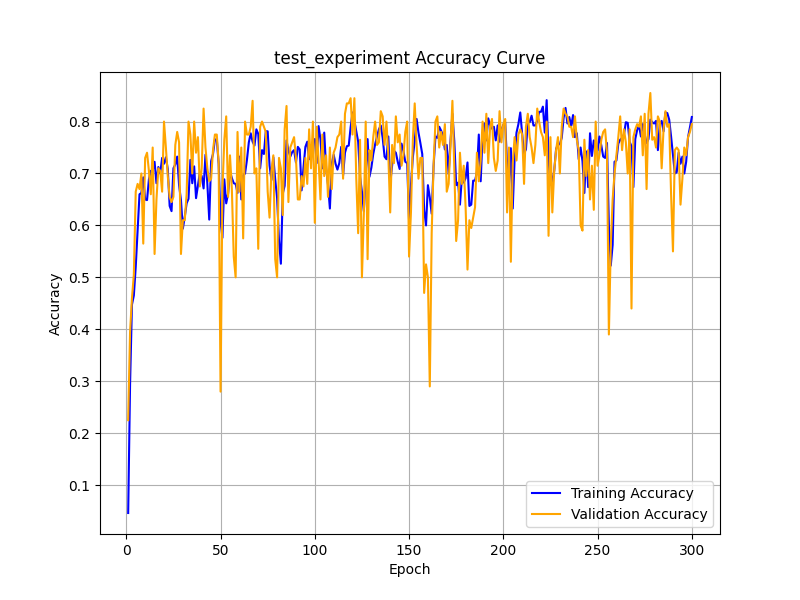 test_experiment Accuracy Curve
0.8
0.7
0.6
0.5
0.4
0.3
0.2
0.1
Accuracy
Training Accuracy
Validation Accuracy
0 50 100 150 200 250 300
Epoch